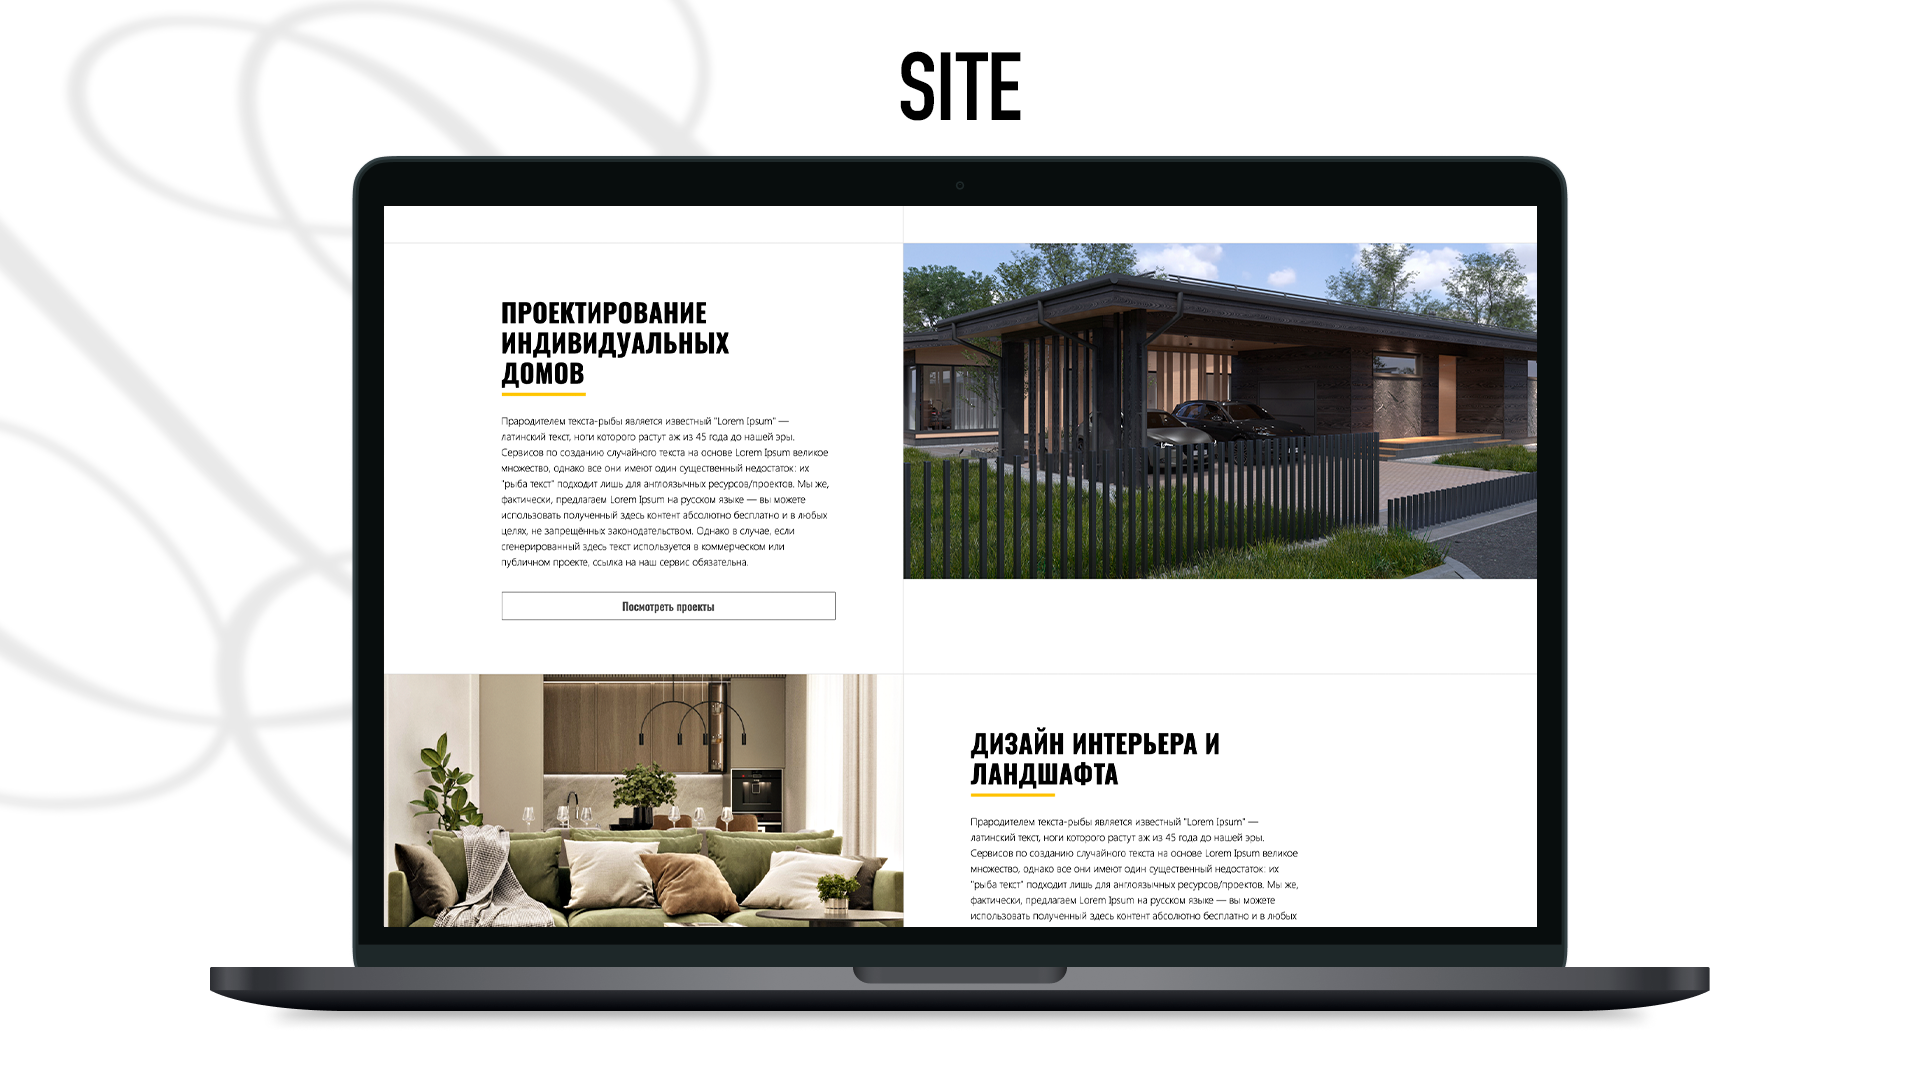 SITE
ПРОЕКТИРОВАНИЕ
ИНДИВИДУАЛЬНЫХ
ДОМОВ
Прародителем текста-рыбы является известный "Lorem Ipsum" —
латинский текст, ноги которого растут аж из 45 года до нашей эры.
Сервисов по созданию случайного текста на основе Lorem Ipsum великое
множество, однако все они имеют один существенный недостаток: их
"рыба текст" подходит лишь для англоязычных ресурсов/проектов. Мы же,
фактически, предлагаем Lorem Ipsum на русском языке — вы можете
использовать полученный здесь контент абсолютно бесплатно и в любых
целях, не запрещённых законодательством. Однако в случае, если
сгенерированный здесь текст используется в коммерческом или
публичном проекте, ссылка на наш сервис обязательна.
Посмотреть проекты
ДИЗАЙН ИНТЕРЬЕРА И
ЛАНДШАФТА
Прародителем текста-рыбы является известный "Lorem Ipsum" —
латинский текст, ноги которого растут аж из 45 года до нашей эры.
Сервисов по созданию случайного текста на основе Lorem Ipsum великое
множество, однако все они имеют один существенный недостаток: их
"рыба текст" подходит лишь для англоязычных ресурсов/проектов. Мы же,
фактически, предлагаем Lorem Ipsum на русском языке — вы можете
использовать полученный здесь контент абсолютно бесплатно и в любых